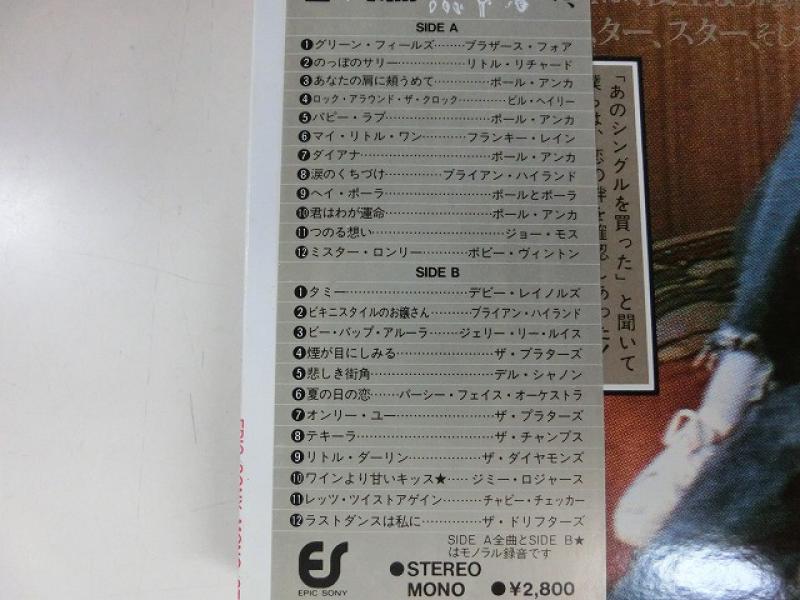 SIDE A
❶グリーン・フィールズ……ブラザース・フォア
❷のっぽのサリー……リトル・リチャード
❸あなたの肩に頬うめて……ポール・アンカ
❹ロック・アラウンド・ザ・クロック……ビル・ヘイリー
❺パピー・ラブ……ポール・アンカ
❻マイ・リトル・ワン……フランキー・レイン
❼ダイアナ……ポール・アンカ
❽涙のくちづけ……ブライアン・ハイランド
❾ヘイ・ポーラ……ポールとポーラ
❿君はわが運命……ポール・アンカ
⓫つのる想い……ジョー・モス
⓬ミスター・ロンリー……ボビー・ヴィントン
SIDE B
❶タミー……デビー・レイノルズ
❷ビキニスタイルのお嬢さん……ブライアン・ハイランド
❸ビー・バップ・アルーラ……ジェリー・リー・ルイス
❹煙が目にしみる……ザ・プラターズ
❺悲しき街角……デル・シャノン
❻夏の日の恋……パーシー・フェイス・オーケストラ
❼オンリー・ユー……ザ・プラターズ
❽テキーラ……ザ・チャンプス
❾リトル・ダーリン……ザ・ダイヤモンズ
❿ワインより甘いキッス★……ジミー・ロジャース
⓫レッツ・ツイストアゲイン……チャビー・チェッカー
⓬ラストダンスは私に……ザ・ドリフターズ
SIDE A全曲とSIDE B★
はモノラル録音です
ES
EPIC SONY
●STEREO
MONO ●¥2,800
スター、スター、そし
「あのシングルを買った」と聞いて